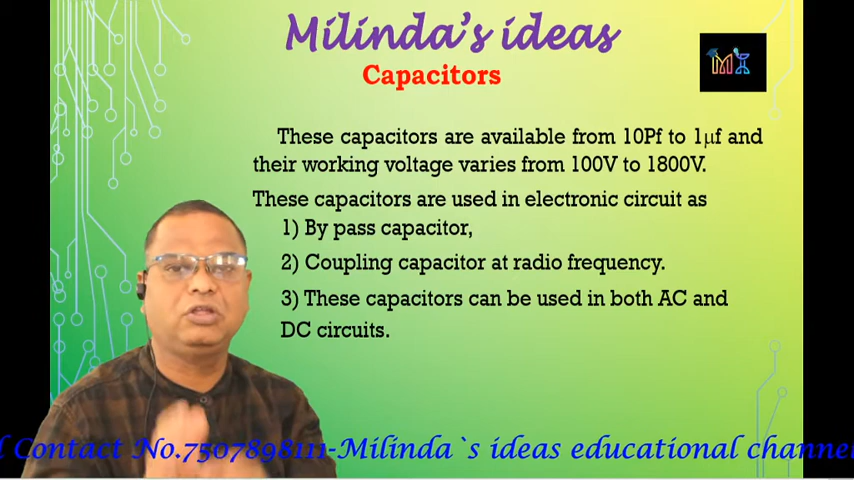 Milinda's ideas
MI
Capacitors
These capacitors are available from 10Pf to 1µf and
their working voltage varies from 100V to 1800V.
These capacitors are used in electronic circuit as
1) By pass capacitor,
2) Coupling capacitor at radio frequency.
3) These capacitors can be used in both AC and
DC circuits.
Contact No.7507898111-Milinda`s ideas educational channel